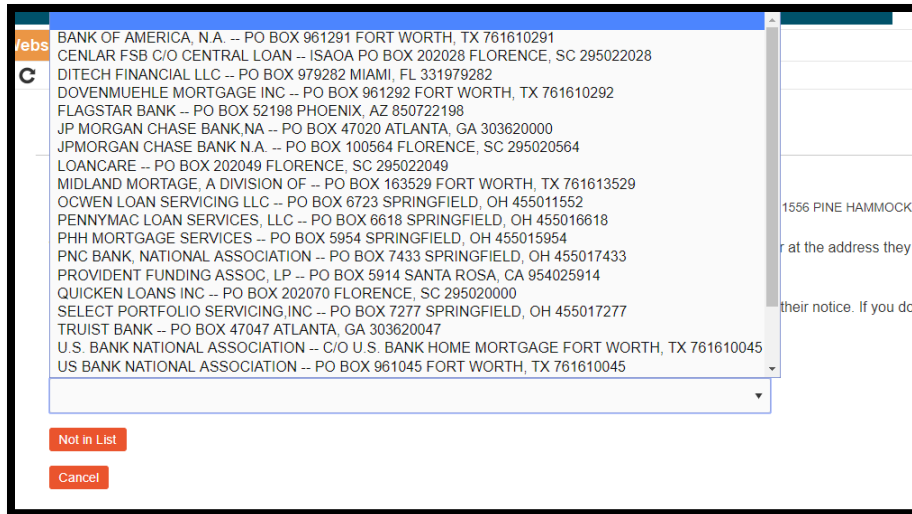 Webs
BANK OF AMERICA, N.A. -- PO BOX 961291 FORT WORTH, TX 761610291
CENLAR FSB C/O CENTRAL LOAN -- ISAOA PO BOX 202028 FLORENCE, SC 295022028
DITECH FINANCIAL LLC -- PO BOX 979282 MIAMI, FL 331979282
DOVENMUEHLE MORTGAGE INC -- PO BOX 961292 FORT WORTH, TX 761610292
FLAGSTAR BANK -- PO BOX 52198 PHOENIX, AZ 850722198
JP MORGAN CHASE BANK,NA -- PO BOX 47020 ATLANTA, GA 303620000
JPMORGAN CHASE BANK N.A. -- PO BOX 100564 FLORENCE, SC 295020564
LOANCARE -- PO BOX 202049 FLORENCE, SC 295022049
MIDLAND MORTAGE, A DIVISION OF -- PO BOX 163529 FORT WORTH, TX 761613529
OCWEN LOAN SERVICING LLC -- PO BOX 6723 SPRINGFIELD, OH 455011552
PENNYMAC LOAN SERVICES, LLC -- PO BOX 6618 SPRINGFIELD, OH 455016618
PHH MORTGAGE SERVICES -- PO BOX 5954 SPRINGFIELD, OH 455015954
PNC BANK, NATIONAL ASSOCIATION -- PO BOX 7433 SPRINGFIELD, OH 455017433
PROVIDENT FUNDING ASSOC, LP -- PO BOX 5914 SANTA ROSA, CA 954025914
QUICKEN LOANS INC -- PO BOX 202070 FLORENCE, SC 295020000
SELECT PORTFOLIO SERVICING,INC -- PO BOX 7277 SPRINGFIELD, OH 455017277
TRUIST BANK -- PO BOX 47047 ATLANTA, GA 303620047
U.S. BANK NATIONAL ASSOCIATION -- C/O U.S. BANK HOME MORTGAGE FORT WORTH, TX 761610045
US BANK NATIONAL ASSOCIATION -- PO BOX 961045 FORT WORTH, TX 761610045
1556 PINE HAMMOCK
r at the address they
their notice. If you do
Not in List
Cancel